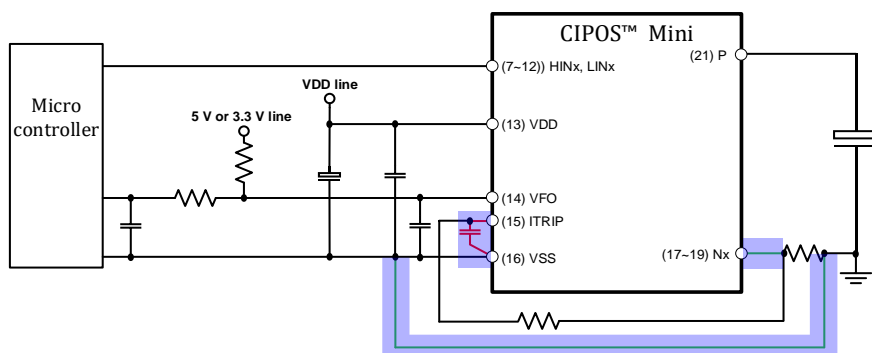 CIPOS™ Mini
(21) P
(7~12)) HINx, LINx
VDD line
Micro
controller
5 V or 3.3 V line
(13) VDD
(14) VFO
(15) ITRIP
(16) VSS
(17~19) Nx